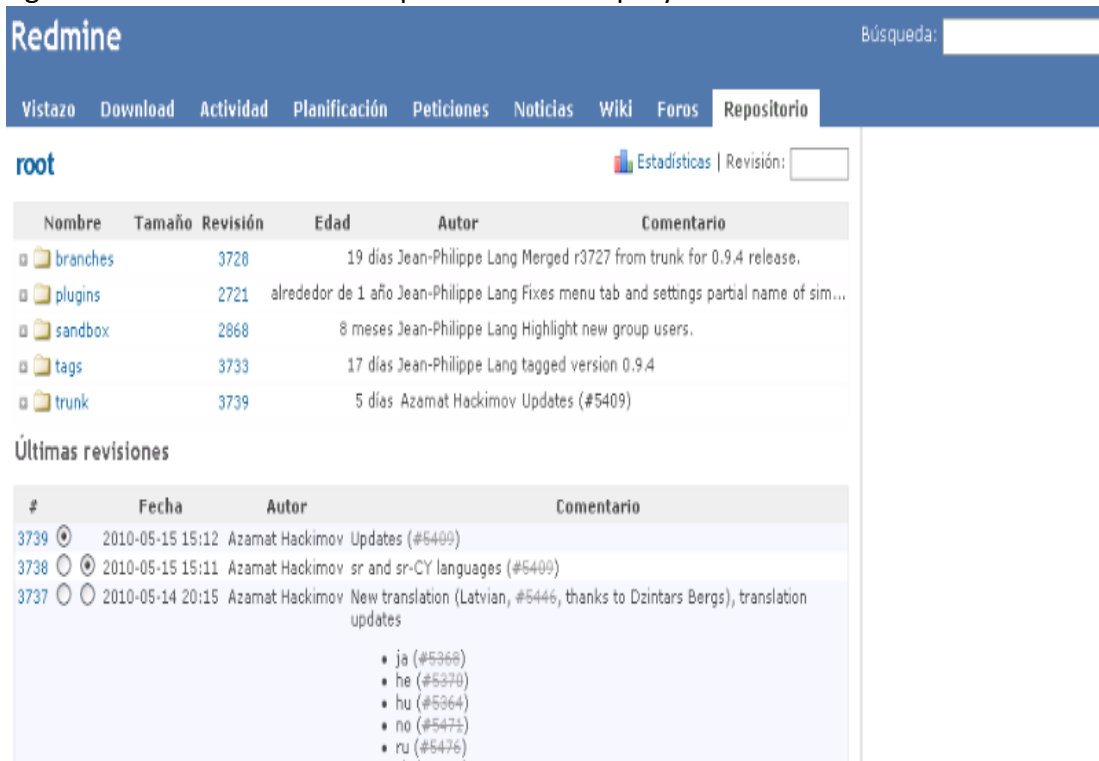 Redmine
Búsqueda:
Vistazo Download Actividad Planificación Peticiones Noticias Wiki Foros Repositorio
root
Estadísticas | Revisión:
Nombre Tamaño Revisión Edad Autor Comentario
branches 3728 19 días Jean-Philippe Lang Merged r3727 from trunk for 0.9.4 release.
plugins 2721 alrededor de 1 año Jean-Philippe Lang Fixes menu tab and settings partial name of sim...
sandbox 2868 8 meses Jean-Philippe Lang Highlight new group users.
tags 3733 17 días Jean-Philippe Lang tagged version 0.9.4
trunk 3739 5 días Azamat Hackimov Updates (#5409)
Últimas revisiones
# Fecha Autor Comentario
3739 2010-05-15 15:12 Azamat Hackimov Updates (#5409)
3738 2010-05-15 15:11 Azamat Hackimov sr and sr-CY languages (#5409)
3737 2010-05-14 20:15 Azamat Hackimov New translation (Latvian, #5446, thanks to Dzintars Bergs), translation
updates
• ja (#5368)
• he (#5370)
• hu (#5364)
• no (#5471)
• ru (#5476)